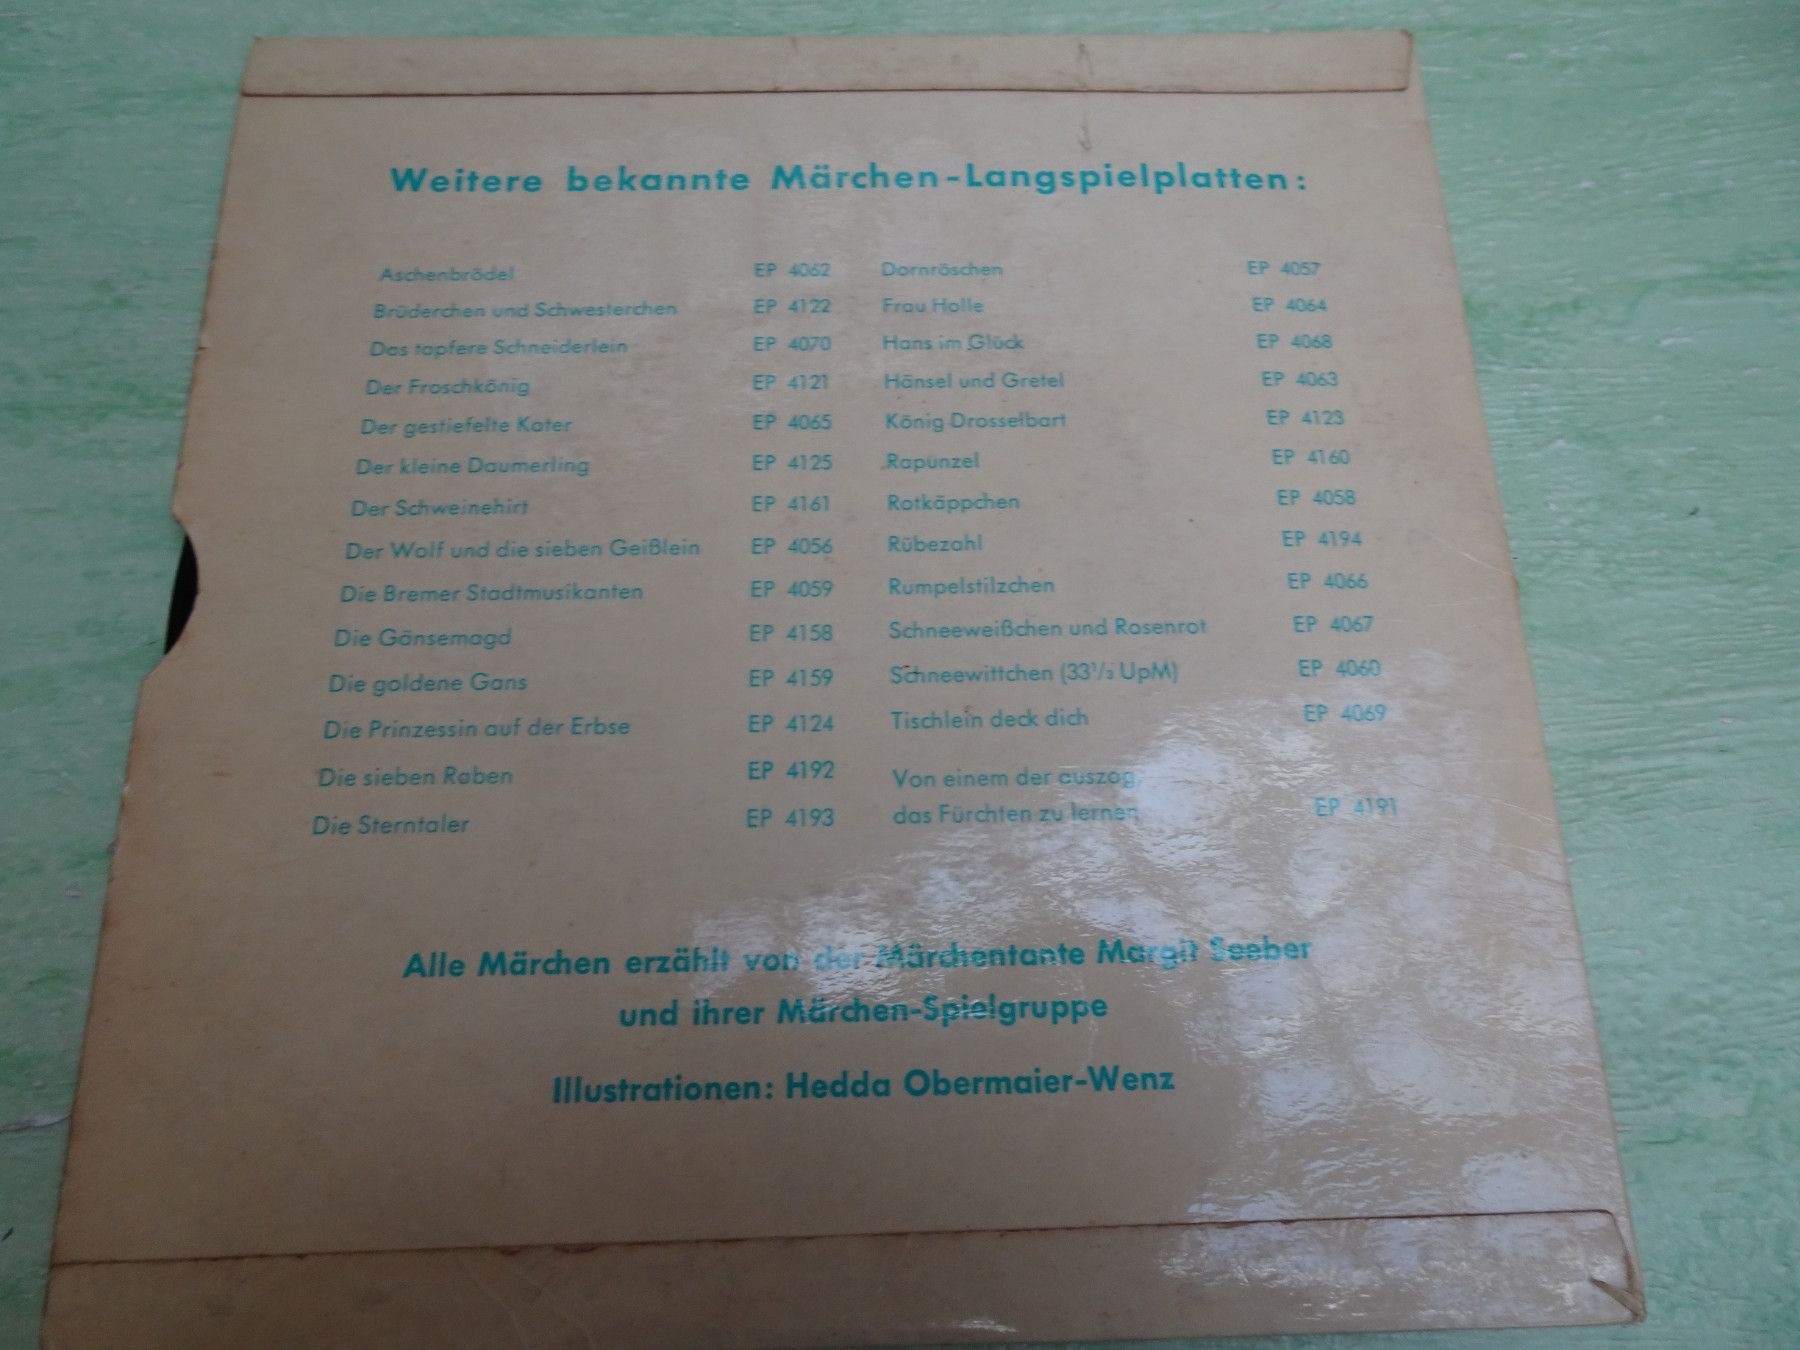 Weitere bekannte Märchen-Langspielplatten:
Aschenbrödel EP 4062
Brüderchen und Schwesterchen EP 4122
Das tapfere Schneiderlein EP 4070
Der Froschkönig EP 4121
Der gestiefelte Kater EP 4065
Der kleine Daumerling EP 4125
Der Schweinehirt EP 4161
Der Wolf und die sieben Geißlein EP 4056
Die Bremer Stadtmusikanten EP 4059
Die Gänsemagd EP 4158
Die goldene Gans EP 4159
Die Prinzessin auf der Erbse EP 4124
Die sieben Raben EP 4192
Die Sterntaler EP 4193
Dornröschen EP 4057
Frau Holle EP 4064
Hans im Glück EP 4068
Hänsel und Gretel EP 4063
König Drosselbart EP 4123
Rapunzel EP 4160
Rotkäppchen EP 4058
Rübezahl EP 4194
Rumpelstilzchen EP 4066
Schneeweißchen und Rosenrot EP 4067
Schneewittchen (33⅓ UpM) EP 4060
Tischlein deck dich EP 4069
Von einem der auszog,
das Fürchten zu lernen EP 4191
Alle Märchen erzählt von der Märchentante Margit Seeber
und ihrer Märchen-Spielgruppe
Illustrationen: Hedda Obermaier-Wenz